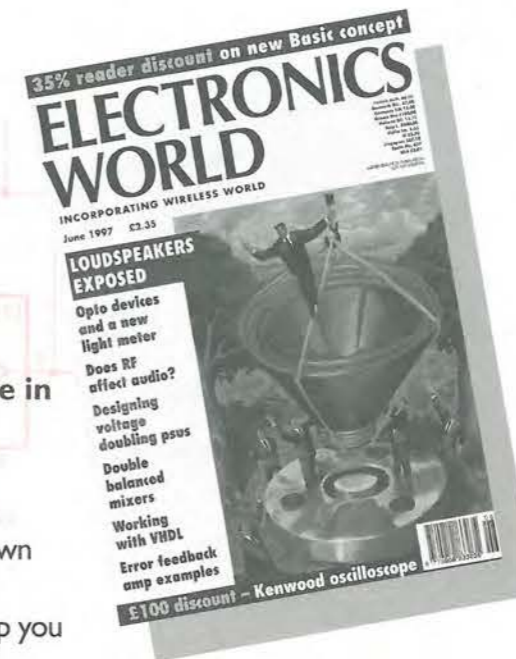 35% reader discount on new Basic concept
ELECTRONICS
WORLD
INCORPORATING WIRELESS WORLD
June 1997 £2.35
LOUDSPEAKERS
EXPOSED
Opto devices
and a new
light meter
Does RF
affect audio?
Designing
voltage
doubling psus
Double
balanced
mixers
Working
with VHDL
Error feedback
amp examples
£100 discount – Kenwood oscilloscope
e in
wn
p you